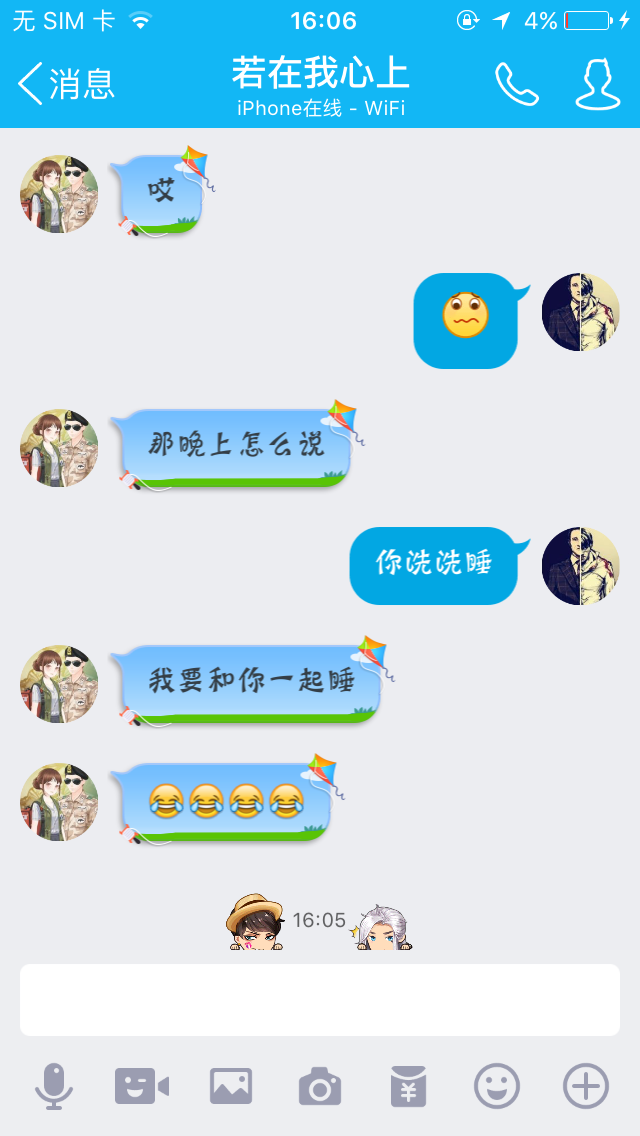 无 SIM 卡
16:06
4%
消息
若在我心上
iPhone在线 - WiFi
哎
那晚上怎么说
你洗洗睡
我要和你一起睡
16:05